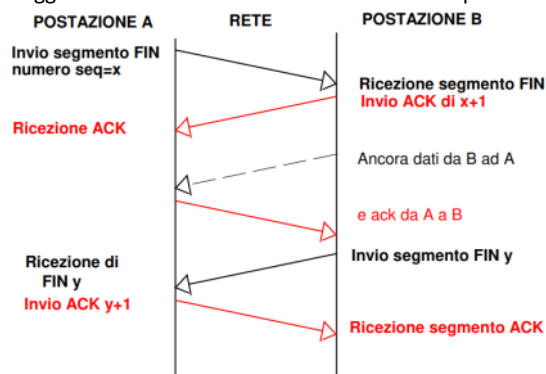 POSTAZIONE A RETE POSTAZIONE B
Invio segmento FIN
numero seq=x
Ricezione segmento FIN
Invio ACK di x+1
Ricezione ACK
Ancora dati da B ad A
e ack da A a B
Invio segmento FIN y
Ricezione di
FIN y
Invio ACK y+1
Ricezione segmento ACK